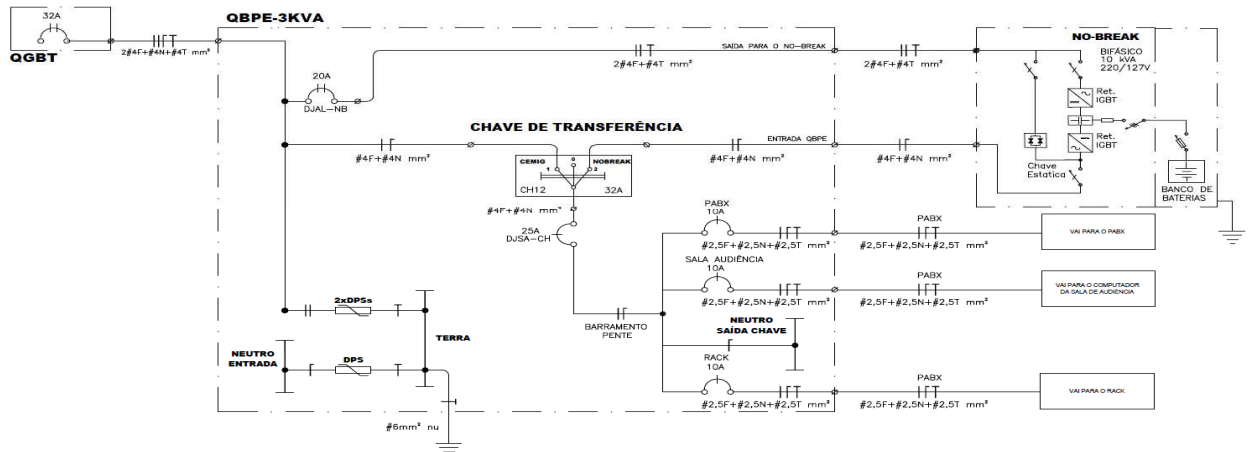 32A
QGBT
2#4F+#4N+#4T mm²
QBPE-3KVA
20A
DJAL-NB
2#4F+#4T mm²
SAÍDA PARA O NO-BREAK
2#4F+#4T mm²
NO-BREAK
BIFÁSICO
10 kVA
220/127V
Ret.
IGBT
Ret.
IGBT
Chave
Estatica
BANCO DE
BATERIAS
CHAVE DE TRANSFERÊNCIA
#4F+#4N mm²
CEMIG
1
0
NOBREAK
2
CH12
32A
#4F+#4N mm²
ENTRADA QBPE
#4F+#4N mm²
#4F+#4N mm²
25A
DJSA-CH
BARRAMENTO
PENTE
PABX
10A
#2,5F+#2,5N+#2,5T mm²
PABX
#2,5F+#2,5N+#2,5T mm²
VAI PARA O PABX
SALA AUDIÊNCIA
10A
#2,5F+#2,5N+#2,5T mm²
PABX
#2,5F+#2,5N+#2,5T mm²
VAI PARA O COMPUTADOR
DA SALA DE AUDIÊNCIA
NEUTRO
SAÍDA CHAVE
RACK
10A
#2,5F+#2,5N+#2,5T mm²
PABX
#2,5F+#2,5N+#2,5T mm²
VAI PARA O RACK
2xDPSs
TERRA
NEUTRO
ENTRADA
DPS
#6mm² nu